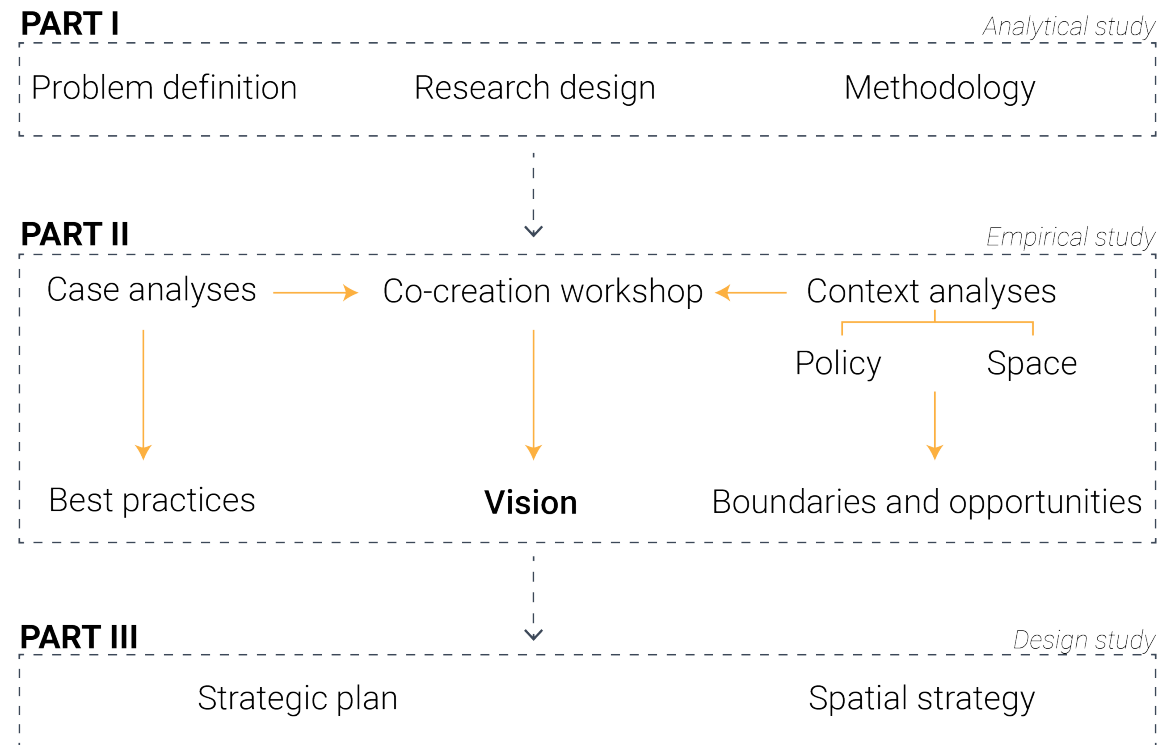 PART I
Analytical study
Problem definition
Research design
Methodology
PART II
Empirical study
Case analyses
Co-creation workshop
Context analyses
Policy
Space
Best practices
Vision
Boundaries and opportunities
PART III
Design study
Strategic plan
Spatial strategy